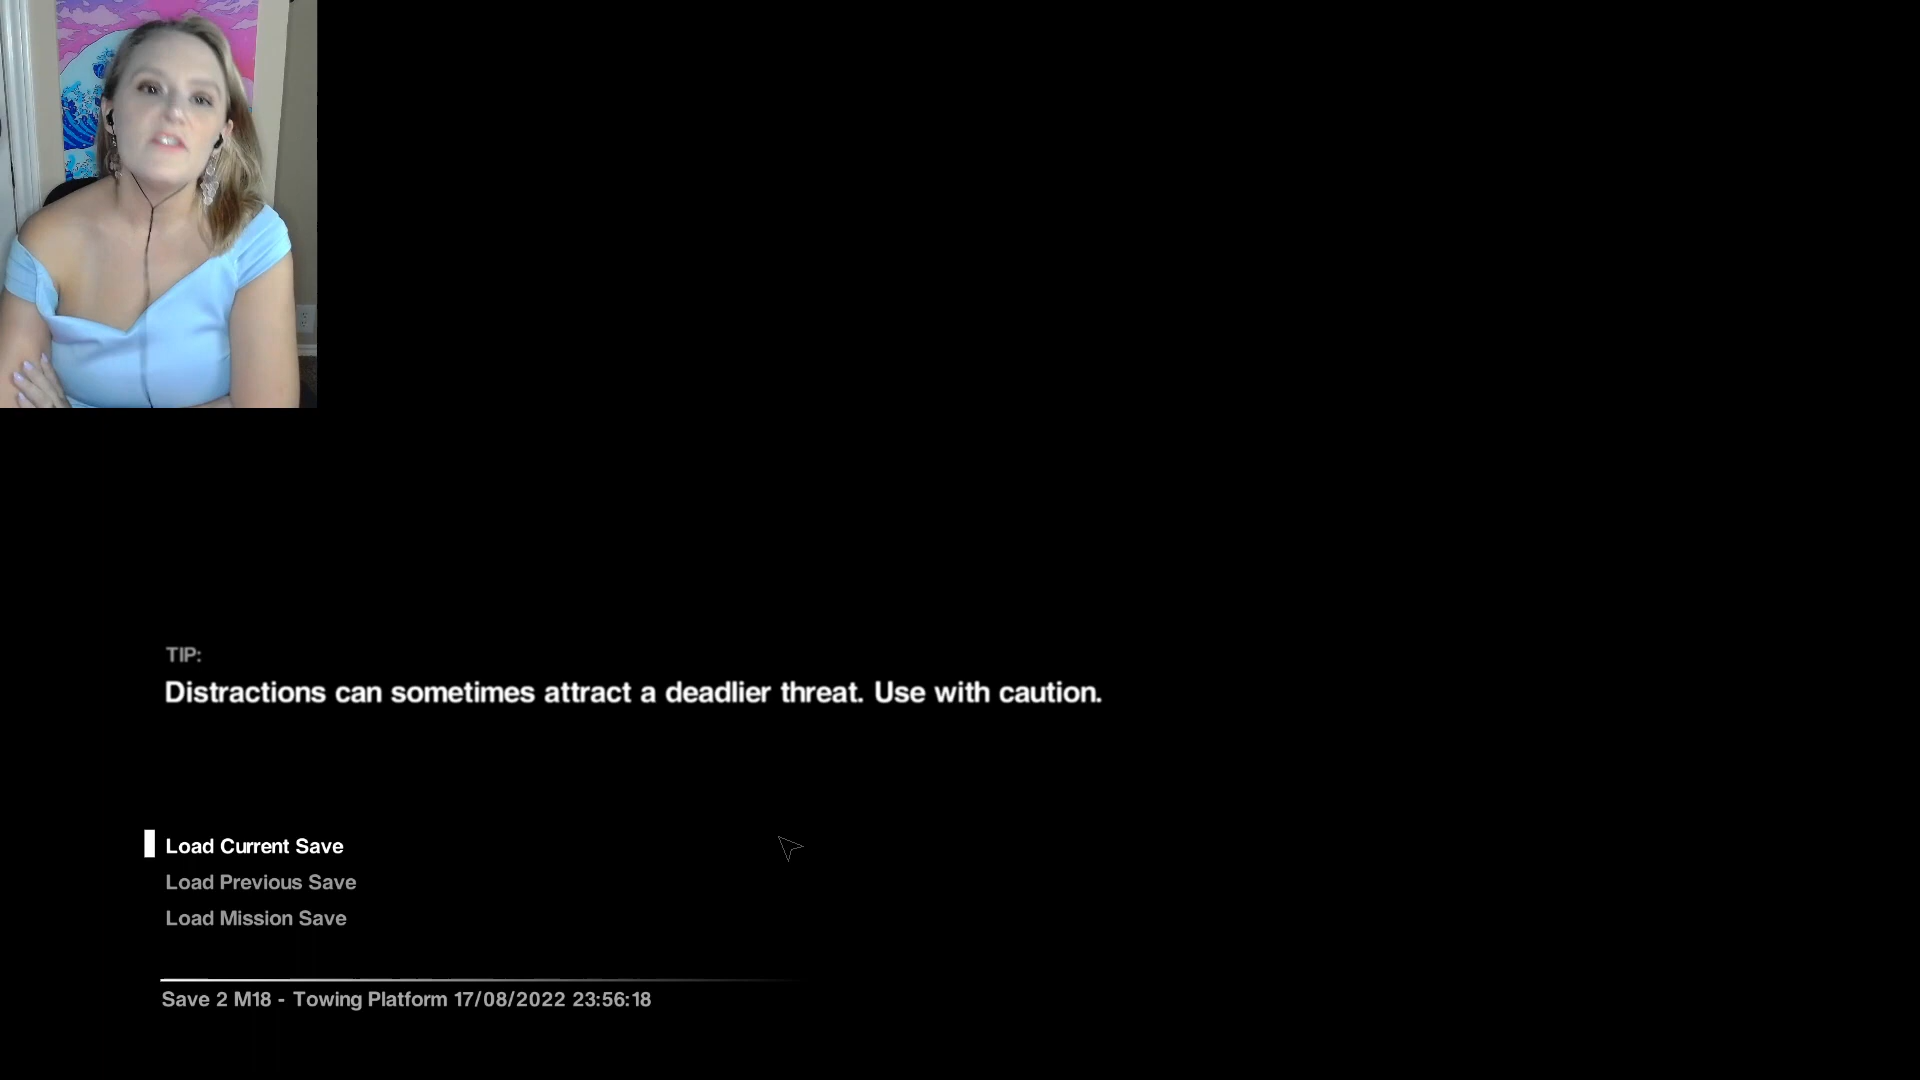 TIP:
Distractions can sometimes attract a deadlier threat. Use with caution.
Load Current Save
Load Previous Save
Load Mission Save
Save 2 M18 - Towing Platform 17/08/2022 23:56:18